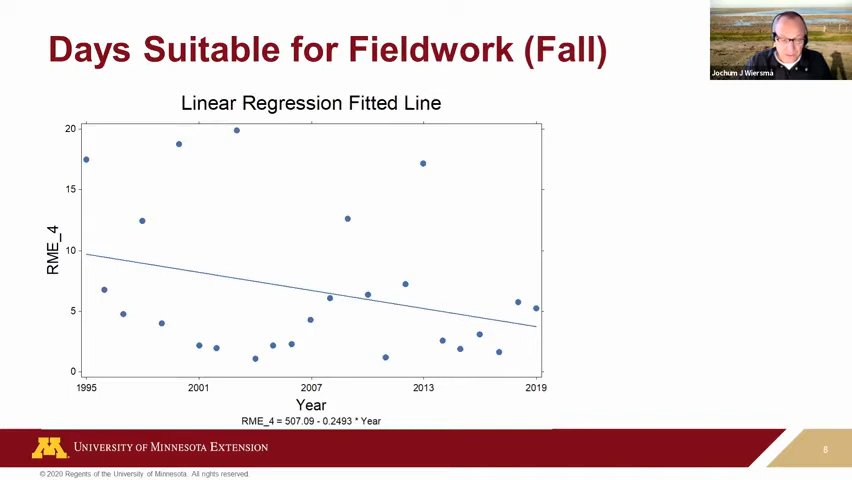 Days Suitable for Fieldwork (Fall)
Jochum J Wiersma
Linear Regression Fitted Line
20
15
10
5
0
RME_4
1995
2001
2007
2013
2019
Year
RME_4 = 507.09 - 0.2493 * Year
M
UNIVERSITY OF MINNESOTA EXTENSION
8
© 2020 Regents of the University of Minnesota. All rights reserved.